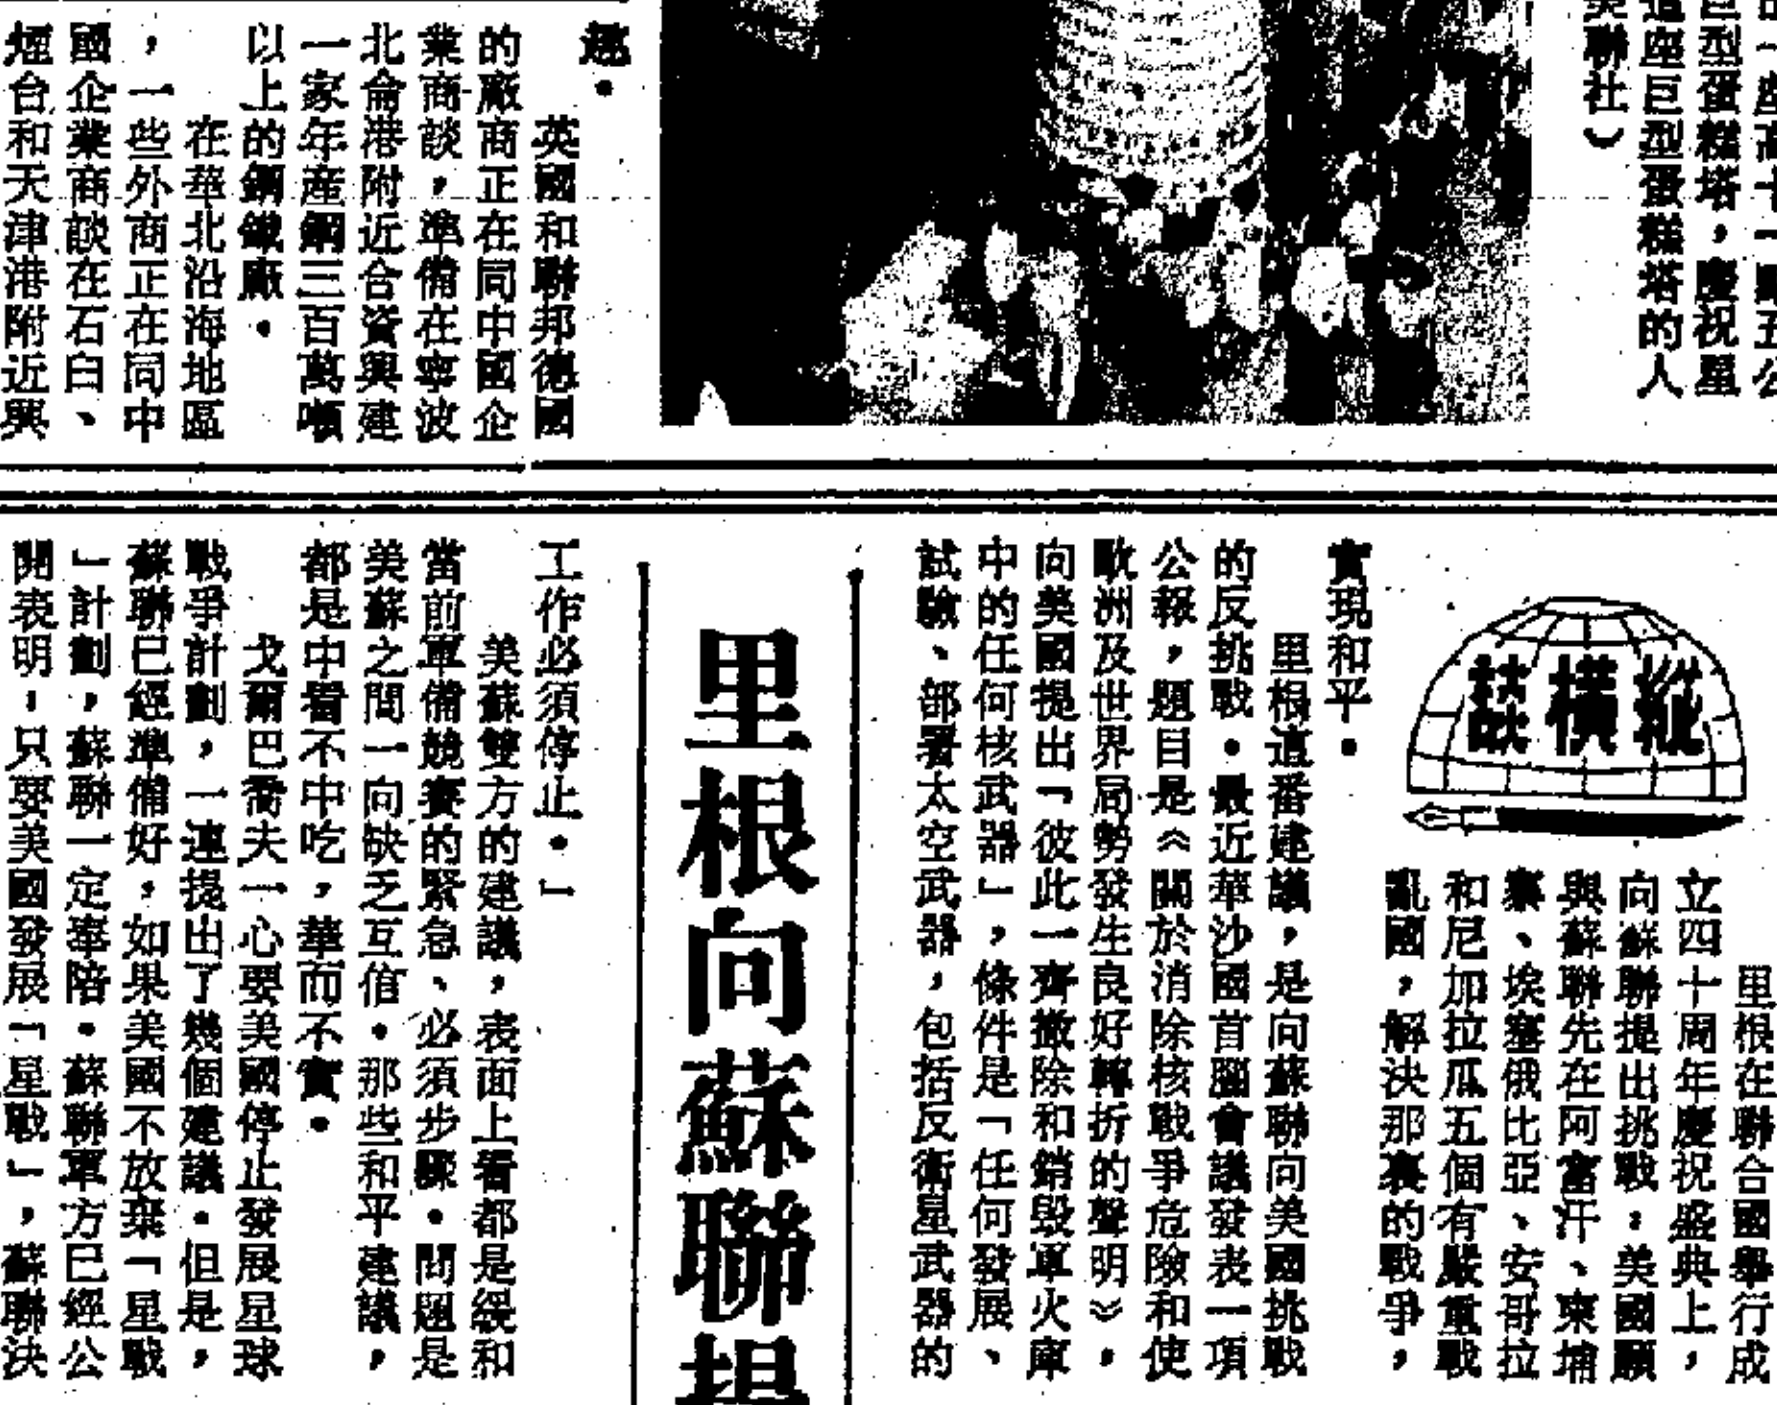 的一座高十一點五公
巨型蛋糕塔，慶祝星
這座巨型蛋糕塔的人
美聯社）
趣。
英國和聯邦德國
的廠商正在同中國企
業商談，準備在寧波
北侖港附近合資興建
一家年產鋼三百萬噸
以上的鋼鐵廠。
在華北沿海地區
，一些外商正在同中
國企業商談在石臼、
煙台和天津港附近興
縱橫談
里根在聯合國舉行成
立四十周年慶祝盛典上，
向蘇聯提出挑戰：美國願
與蘇聯先在阿富汗、柬埔
寨、埃塞俄比亞、安哥拉
和尼加拉瓜五個有嚴重戰
亂國，解決那裏的戰爭，
實現和平。
里根這番建議，是向蘇聯向美國挑戰
的反挑戰。最近華沙國首腦會議發表一項
公報，題目是《關於消除核戰爭危險和使
歐洲及世界局勢發生良好轉折的聲明》，
向美國提出「彼此一齊撤除和銷毀軍火庫
中的任何核武器」，條件是「任何發展、
試驗、部署太空武器，包括反衛星武器的
里根向蘇聯提
工作必須停止。」
美蘇雙方的建議，表面上看都是緩和
當前軍備競賽的緊急、必須步驟。問題是
美蘇之間一向缺乏互信。那些和平建議，
都是中看不中吃，華而不實。
戈爾巴喬夫一心要美國停止發展星球
戰爭計劃，一連提出了幾個建議。但是，
蘇聯已經準備好，如果美國不放棄「星戰
」計劃，蘇聯一定奉陪。蘇聯軍方已經公
開表明，只要美國發展「星戰」，蘇聯決